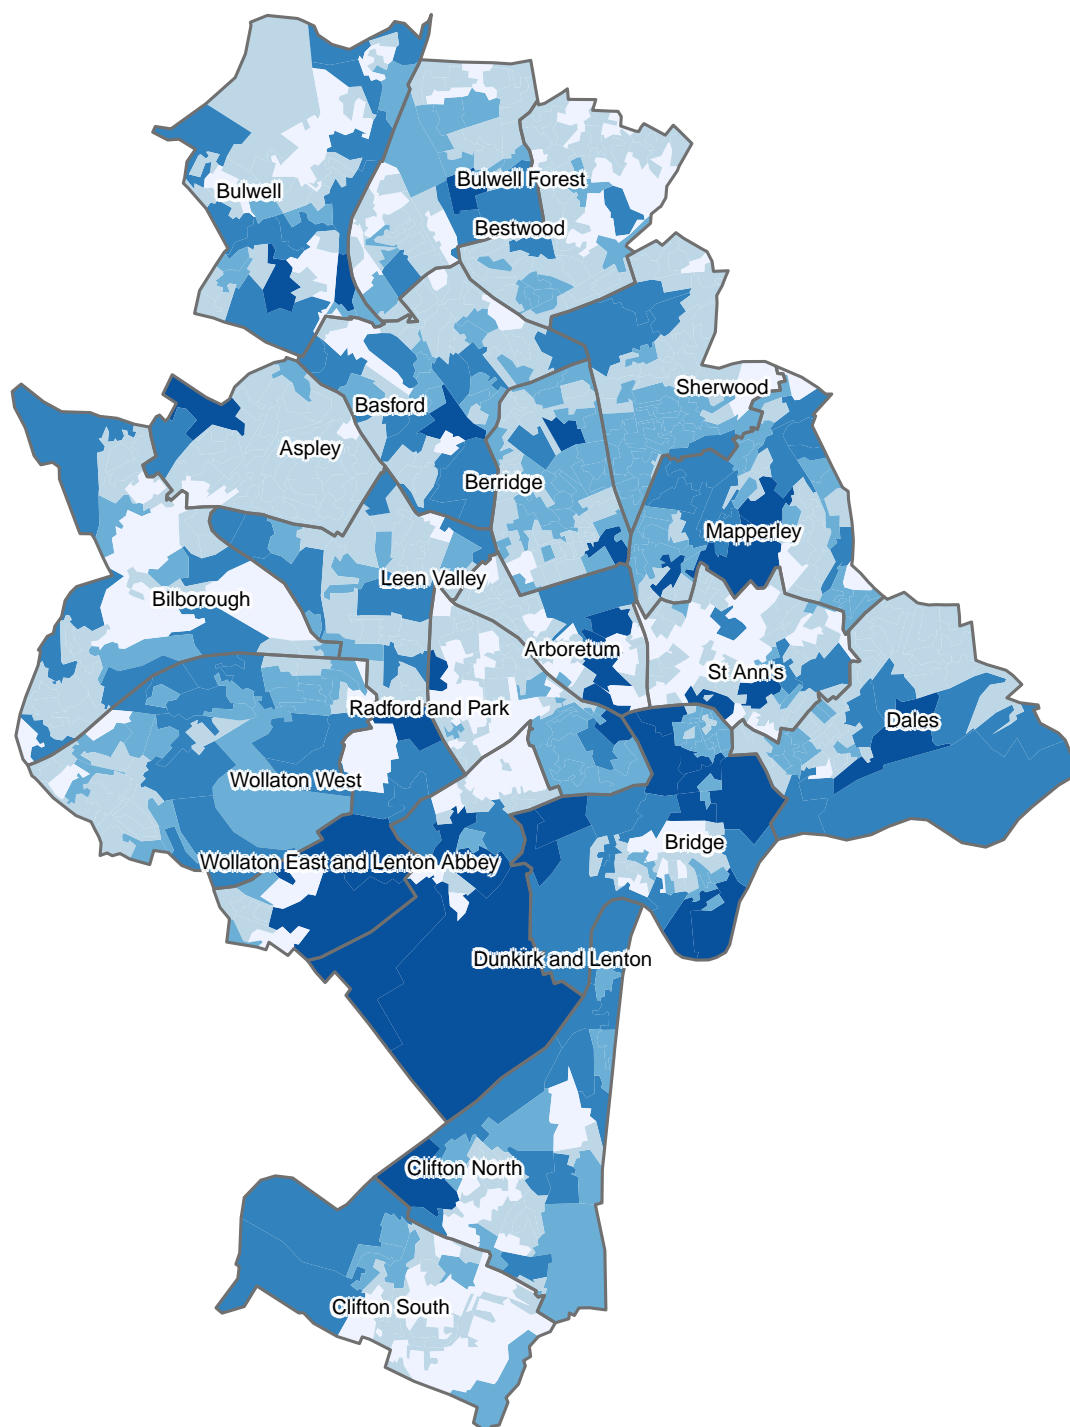 Bulwell
Bulwell Forest
Bestwood
Sherwood
Basford
Aspley
Berridge
Mapperley
Leen Valley
Bilborough
Arboretum
St Ann's
Radford and Park
Dales
Wollaton West
Bridge
Wollaton East and Lenton Abbey
Dunkirk and Lenton
Clifton North
Clifton South